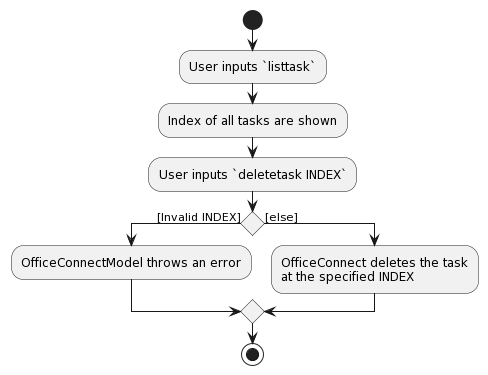 User inputs `listtask`
Index of all tasks are shown
User inputs `deletetask INDEX`
[Invalid INDEX]
[else]
OfficeConnectModel throws an error
OfficeConnect deletes the task
at the specified INDEX